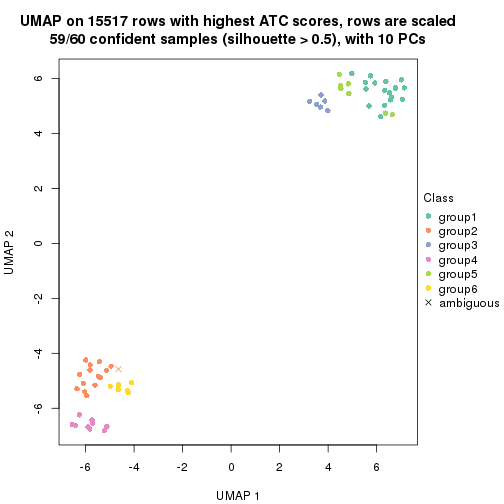 UMAP on 15517 rows with highest ATC scores, rows are scaled
59/60 confident samples (silhouette > 0.5), with 10 PCs
6
4
2
0
-2
-4
-6
UMAP 2
-6
-4
-2
0
2
4
6
UMAP 1
Class
group1
group2
group3
group4
group5
group6
ambiguous